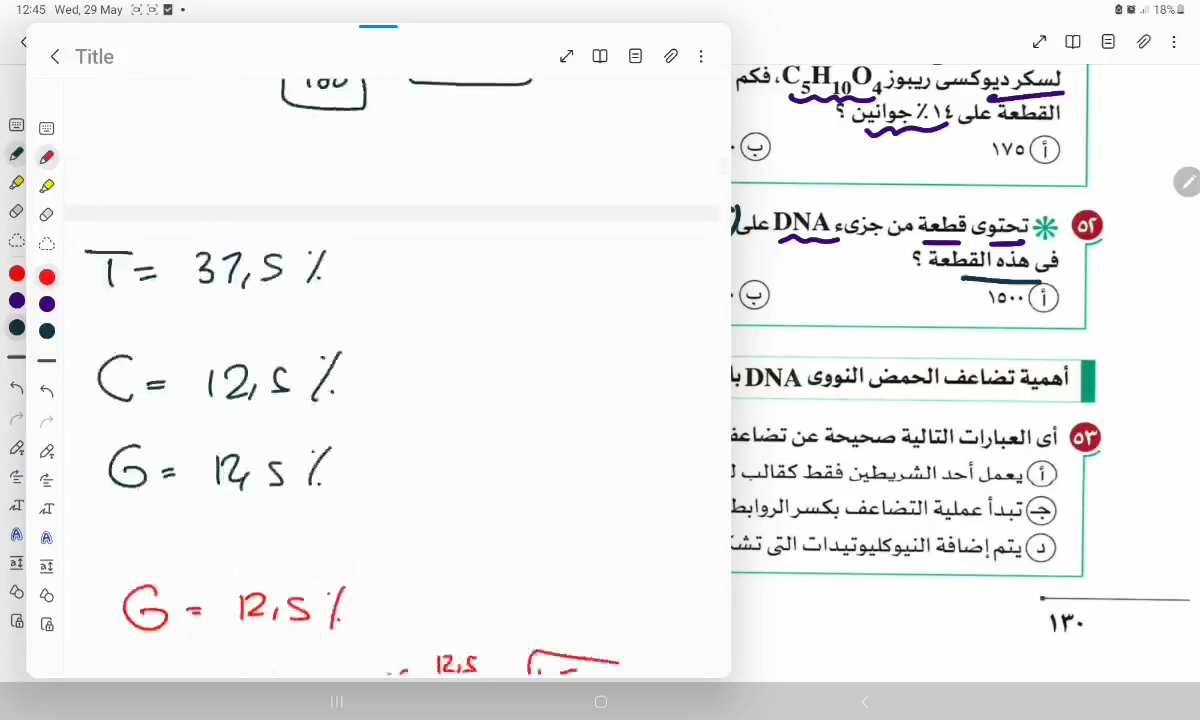 12:45 Wed, 29 May
18%
Title
T = 37,5 %
C = 12,5 %
G = 12,5 %
G = 12,5 %
12,5
لسكر ديوكسى ريبوز C5H10O4، فكم
القطعة على ١٤٪ جوانين ؟
أ ١٧٥
ب
٥٢ تحتوى قطعة من جزىء DNA على
فى هذه القطعة ؟
أ ١٥٠٠
ب
أهمية تضاعف الحمض النووى DNA
٥٣ أى العبارات التالية صحيحة عن تضاعف
أ يعمل أحد الشريطين فقط كقالب
جـ تبدأ عملية التضاعف بكسر الروابط
د يتم إضافة النيوكليوتيدات التى
١٣٠